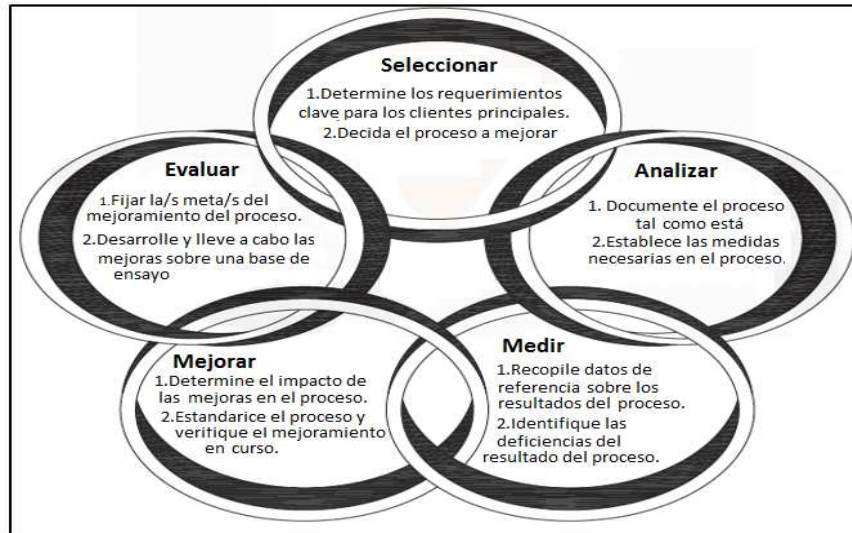 Seleccionar
1.Determine los requerimientos
clave para los clientes principales.
2.Decida el proceso a mejorar
Analizar
1. Documente el proceso
tal como está
2.Establece las medidas
necesarias en el proceso.
Medir
1.Recopile datos de
referencia sobre los
resultados del proceso.
2.Identifique las
deficiencias del
resultado del proceso.
Mejorar
1.Determine el impacto de
las mejoras en el proceso.
2.Estandarice el proceso y
verifique el mejoramiento
en curso.
Evaluar
1.Fijar la/s meta/s del
mejoramiento del proceso.
2.Desarrolle y lleve a cabo las
mejoras sobre una base de
ensayo